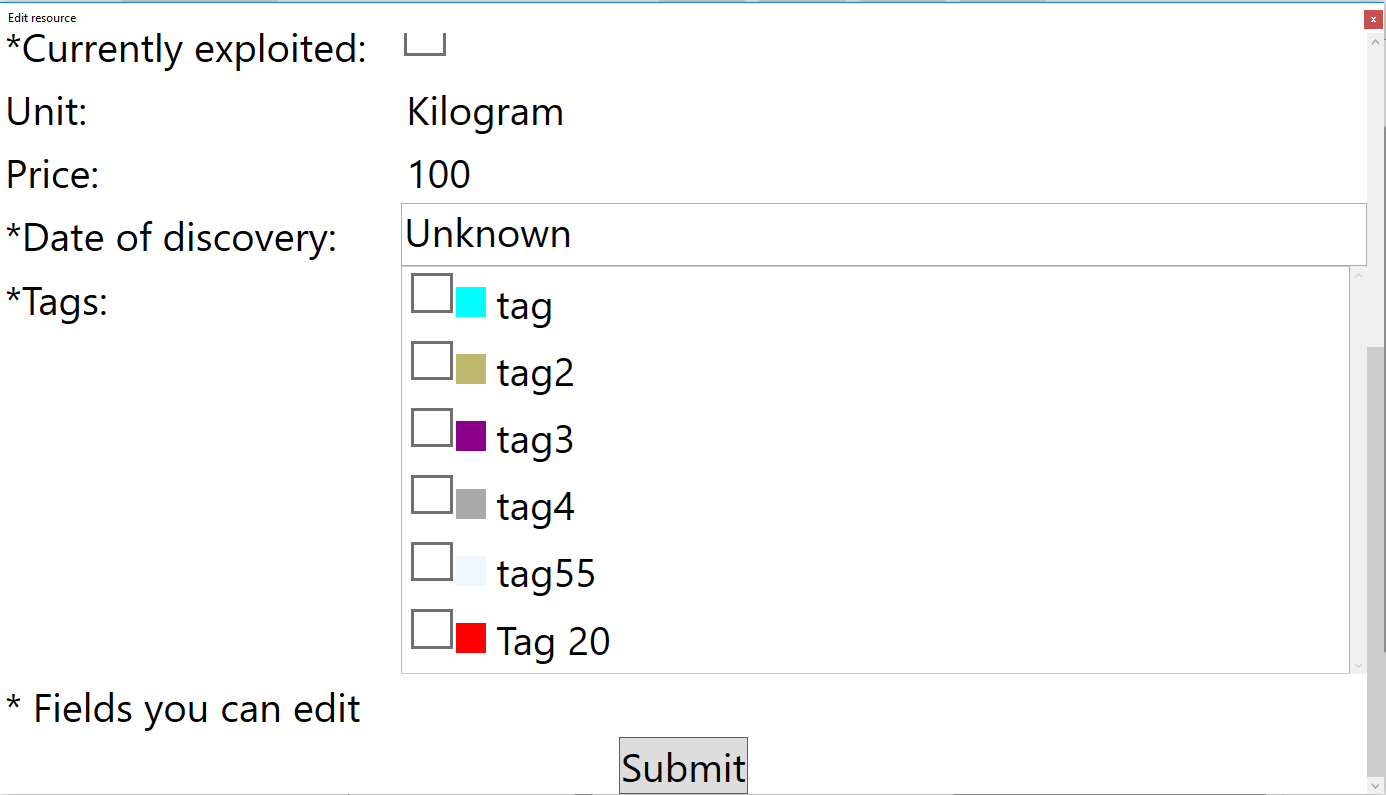 Edit resource
*Currently exploited:
Unit: Kilogram
Price: 100
*Date of discovery: Unknown
*Tags: tag
tag2
tag3
tag4
tag55
Tag 20
* Fields you can edit
Submit